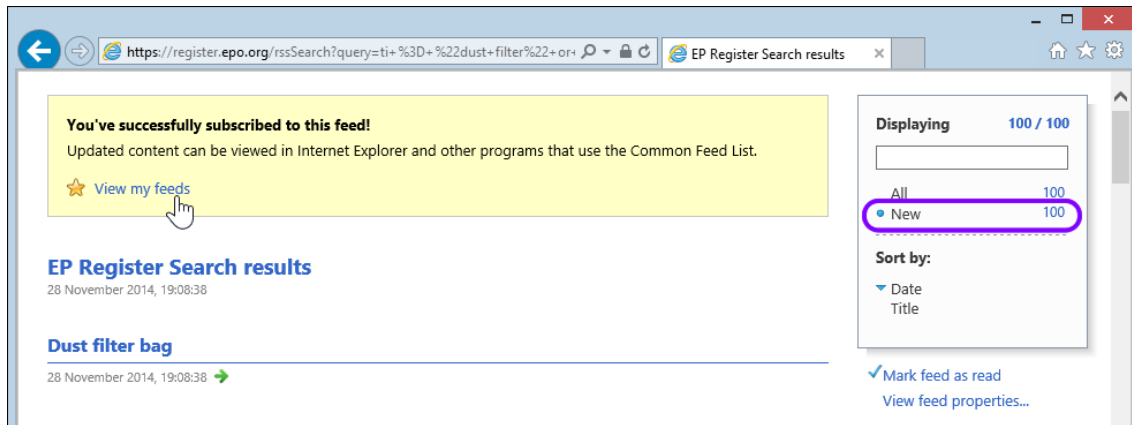 https://register.epo.org/rssSearch?query=ti+%3D+%22dust+filter%22+or+
EP Register Search results
You've successfully subscribed to this feed!
Updated content can be viewed in Internet Explorer and other programs that use the Common Feed List.
View my feeds
EP Register Search results
28 November 2014, 19:08:38
Dust filter bag
28 November 2014, 19:08:38
Displaying 100 / 100
All 100
New 100
Sort by:
Date
Title
Mark feed as read
View feed properties...